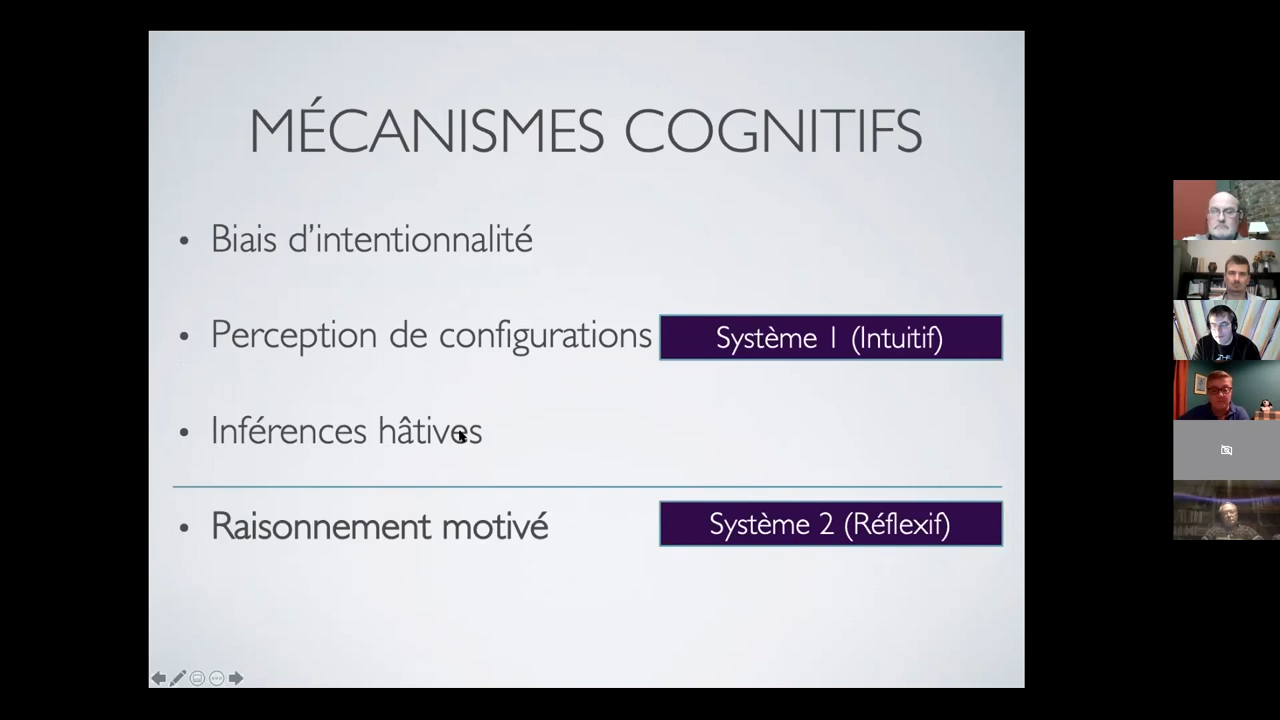 MÉCANISMES COGNITIFS
• Biais d’intentionnalité
• Perception de configurations
Système 1 (Intuitif)
• Inférences hâtives
• Raisonnement motivé
Système 2 (Réflexif)